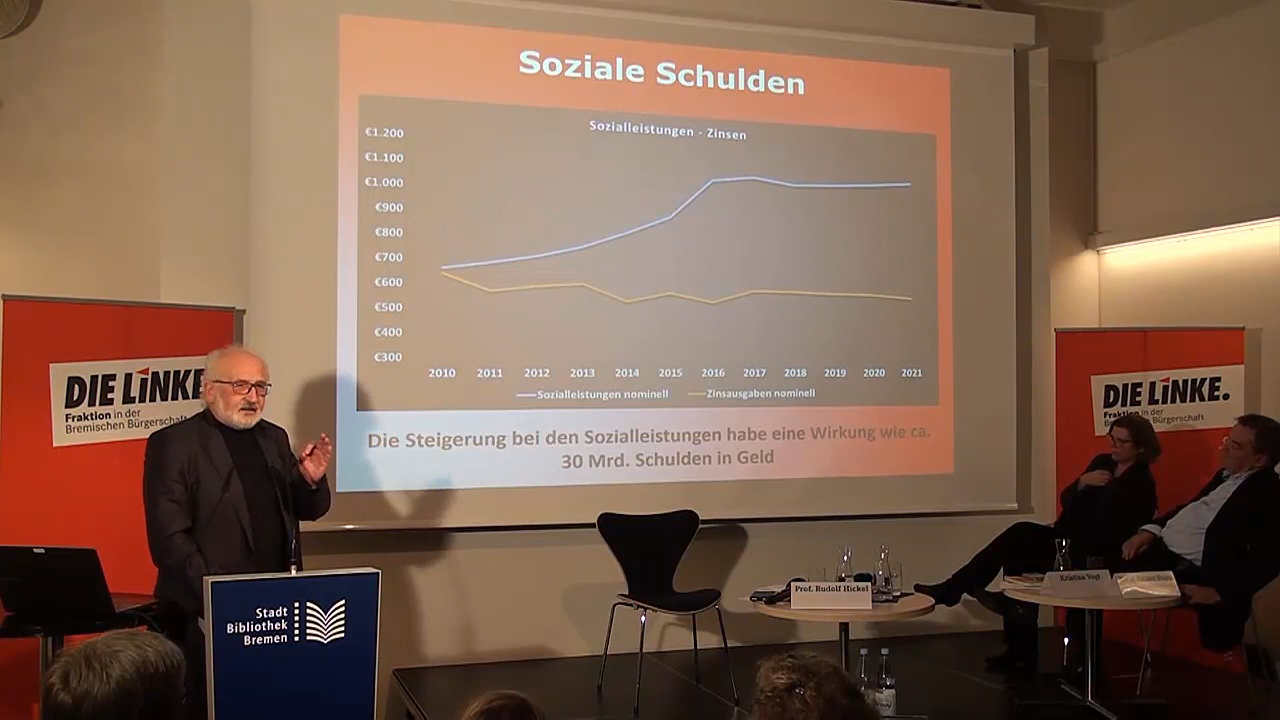 Soziale Schulden
Sozialleistungen - Zinsen
€1.200
€1.100
€1.000
€900
€800
€700
€600
€500
€400
€300
2010 2011 2012 2013 2014 2015 2016 2017 2018 2019 2020 2021
Sozialleistungen nominell Zinsausgaben nominell
Die Steigerung bei den Sozialleistungen habe eine Wirkung wie ca.
30 Mrd. Schulden in Geld
DIE LINKE
Fraktion in der
Bremischen Bürgerschaft
DIE LINKE.
Fraktion in der
Bremischen Bürgerschaft
Stadt
Bibliothek
Bremen
Prof. Rudolf Hickel
Kristina Vogt